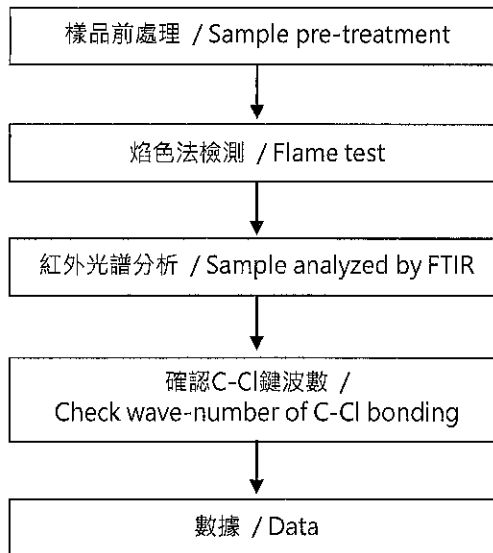 樣品前處理 / Sample pre-treatment
焰色法檢測 / Flame test
紅外光譜分析 / Sample analyzed by FTIR
確認C-Cl鍵波數 /
Check wave-number of C-Cl bonding
數據 / Data